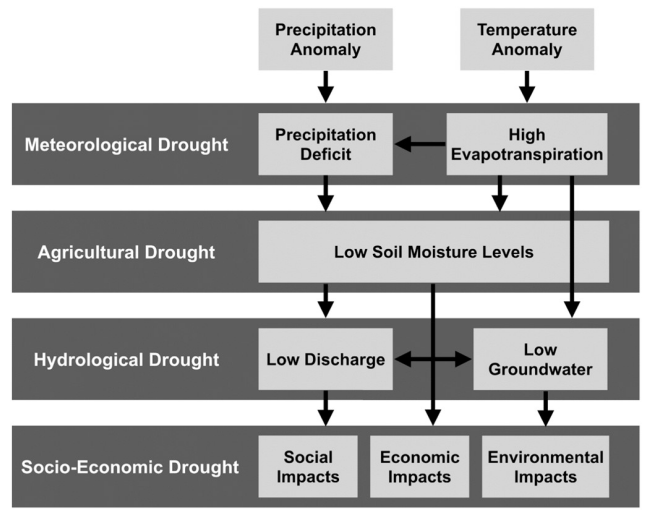 Precipitation
Anomaly
Temperature
Anomaly
Meteorological Drought
Precipitation
Deficit
High
Evapotranspiration
Agricultural Drought
Low Soil Moisture Levels
Hydrological Drought
Low Discharge
Low
Groundwater
Socio-Economic Drought
Social
Impacts
Economic
Impacts
Environmental
Impacts